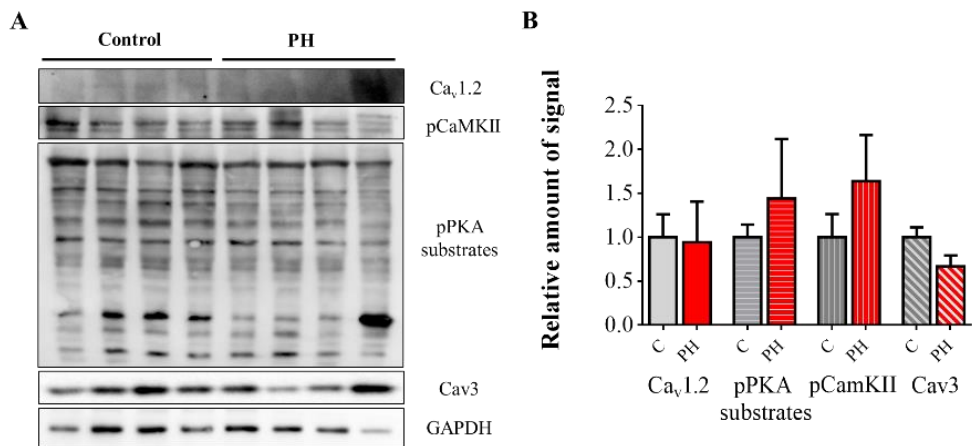 A
Control PH
Caᵥ1.2
pCaMKII
pPKA
substrates
Cav3
GAPDH
B
Relative amount of signal
2.5
2.0
1.5
1.0
0.5
0.0
C PH C PH C PH C PH
Caᵥ1.2 pPKA substrates pCamKII Cav3